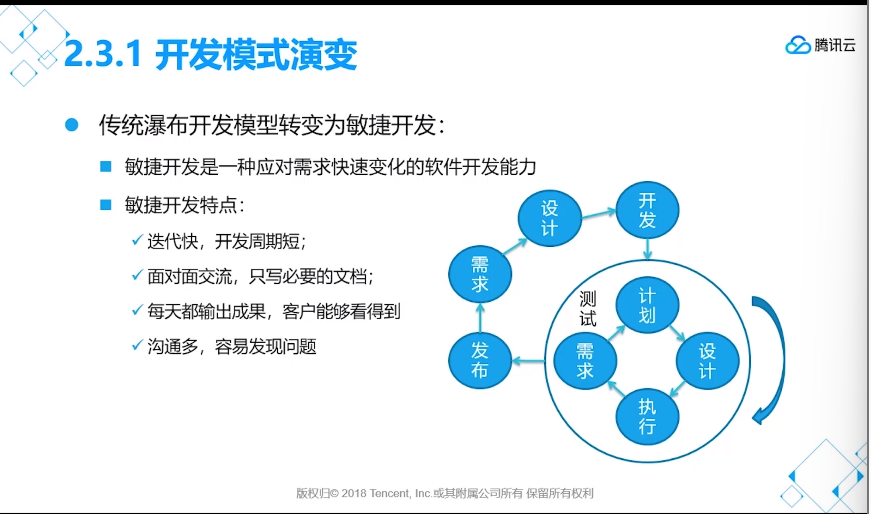 2.3.1 开发模式演变
腾讯云
传统瀑布开发模型转变为敏捷开发：
敏捷开发是一种应对需求快速变化的软件开发能力
敏捷开发特点：
迭代快，开发周期短；
面对面交流，只写必要的文档；
每天都输出成果，客户能够看得到
沟通多，容易发现问题
设计
开发
需求
测试
计划
发布
需求
设计
执行
版权归© 2018 Tencent, Inc.或其附属公司所有 保留所有权利